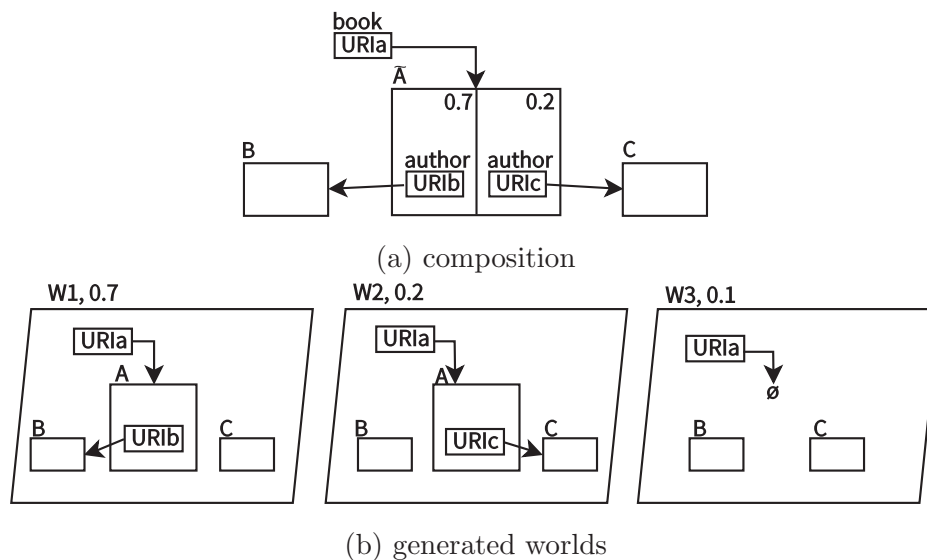 book
URIa
Ã
0.7 0.2
B
author author
C
URIb URIc
(a) composition
W1, 0.7 W2, 0.2 W3, 0.1
URIa URIa URIa
A A
ø
B C B C B C
URIb URIc
(b) generated worlds